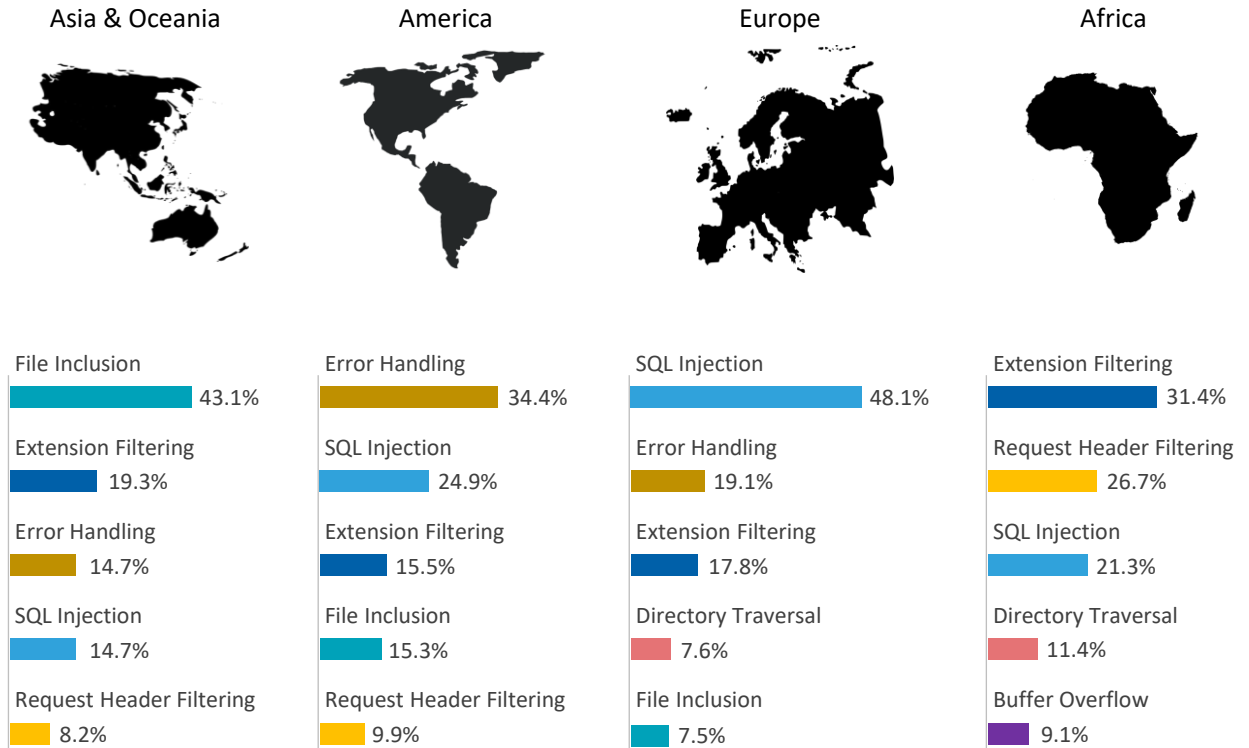 Asia & Oceania
America
Europe
Africa
File Inclusion
43.1%
Extension Filtering
19.3%
Error Handling
14.7%
SQL Injection
14.7%
Request Header Filtering
8.2%
Error Handling
34.4%
SQL Injection
24.9%
Extension Filtering
15.5%
File Inclusion
15.3%
Request Header Filtering
9.9%
SQL Injection
48.1%
Error Handling
19.1%
Extension Filtering
17.8%
Directory Traversal
7.6%
File Inclusion
7.5%
Extension Filtering
31.4%
Request Header Filtering
26.7%
SQL Injection
21.3%
Directory Traversal
11.4%
Buffer Overflow
9.1%